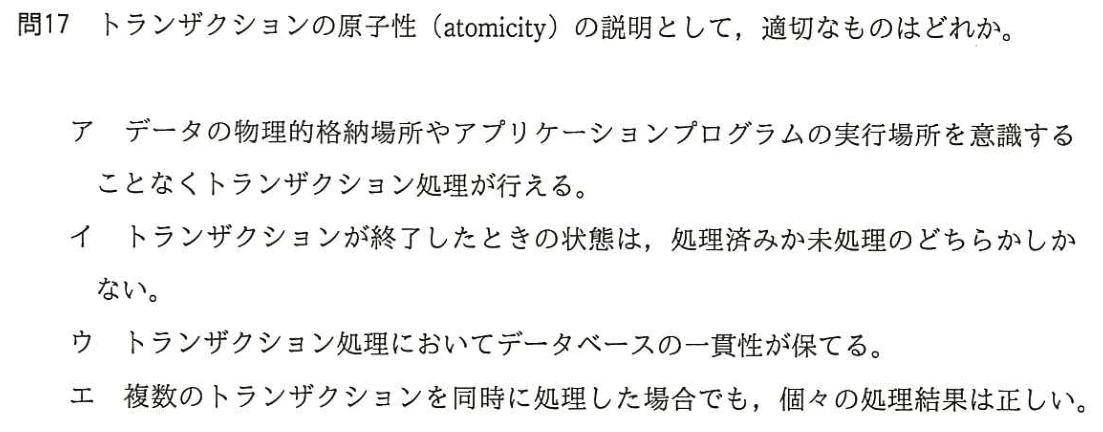 問17　トランザクションの原子性（atomicity）の説明として，適切なものはどれか。
ア　データの物理的格納場所やアプリケーションプログラムの実行場所を意識する
ことなくトランザクション処理が行える。
イ　トランザクションが終了したときの状態は，処理済みか未処理のどちらかしか
ない。
ウ　トランザクション処理においてデータベースの一貫性が保てる。
エ　複数のトランザクションを同時に処理した場合でも，個々の処理結果は正しい。